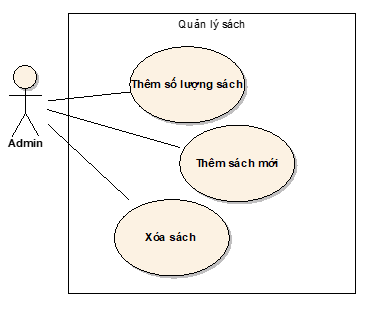 Quản lý sách
Thêm số lượng sách
Admin
Thêm sách mới
Xóa sách